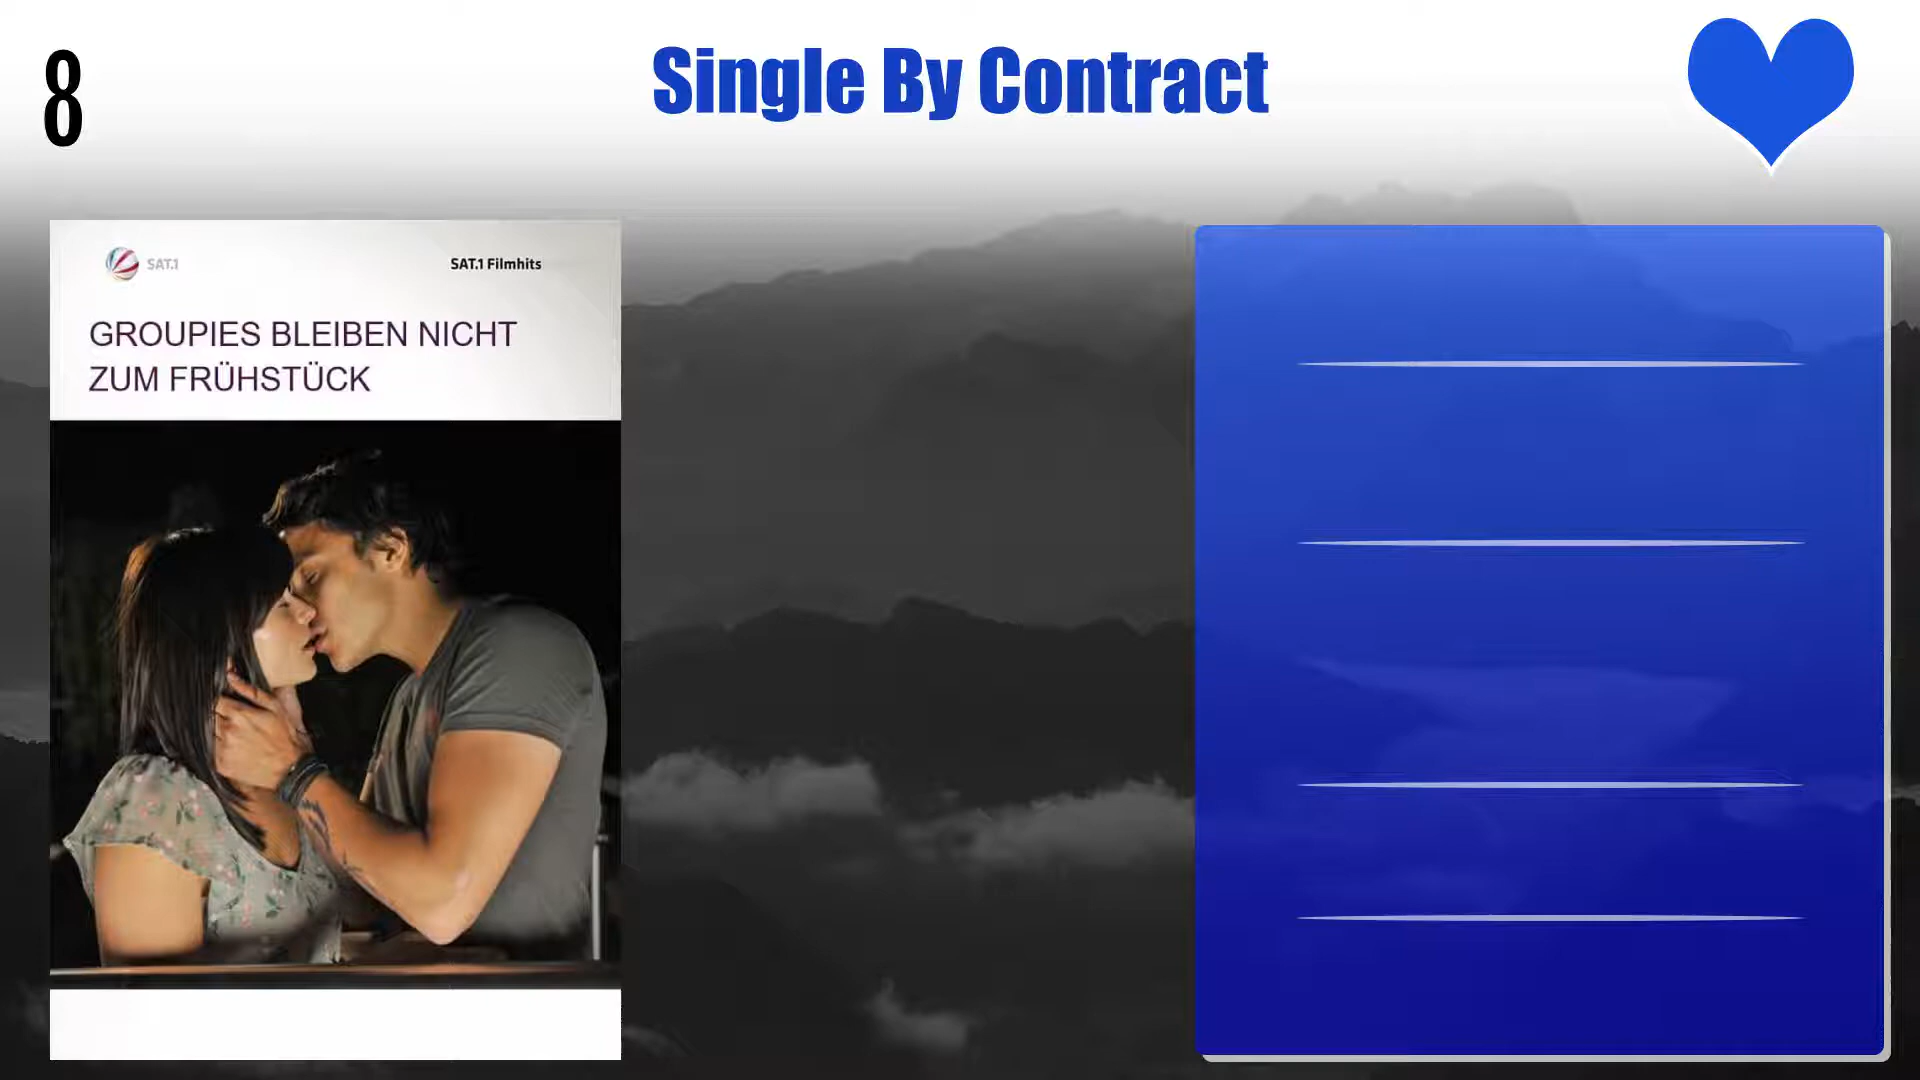 8
Single By Contract
SAT.1
SAT.1 Filmhits
GROUPIES BLEIBEN NICHT
ZUM FRÜHSTÜCK